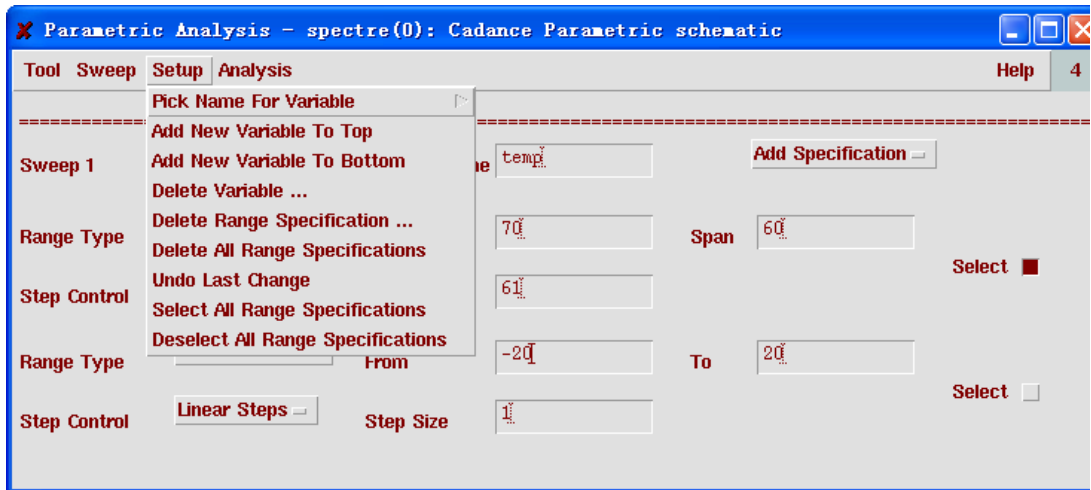 Parametric Analysis - spectre(0): Cadance Parametric schematic
Tool Sweep Setup Analysis Help 4
Pick Name For Variable
Add New Variable To Top
Add New Variable To Bottom
Delete Variable ...
Delete Range Specification ...
Delete All Range Specifications
Undo Last Change
Select All Range Specifications
Deselect All Range Specifications
Sweep 1 temp Add Specification
Range Type 70 Span 60
Select
Step Control 61
Range Type From -20 To 20
Select
Step Control Linear Steps Step Size 1